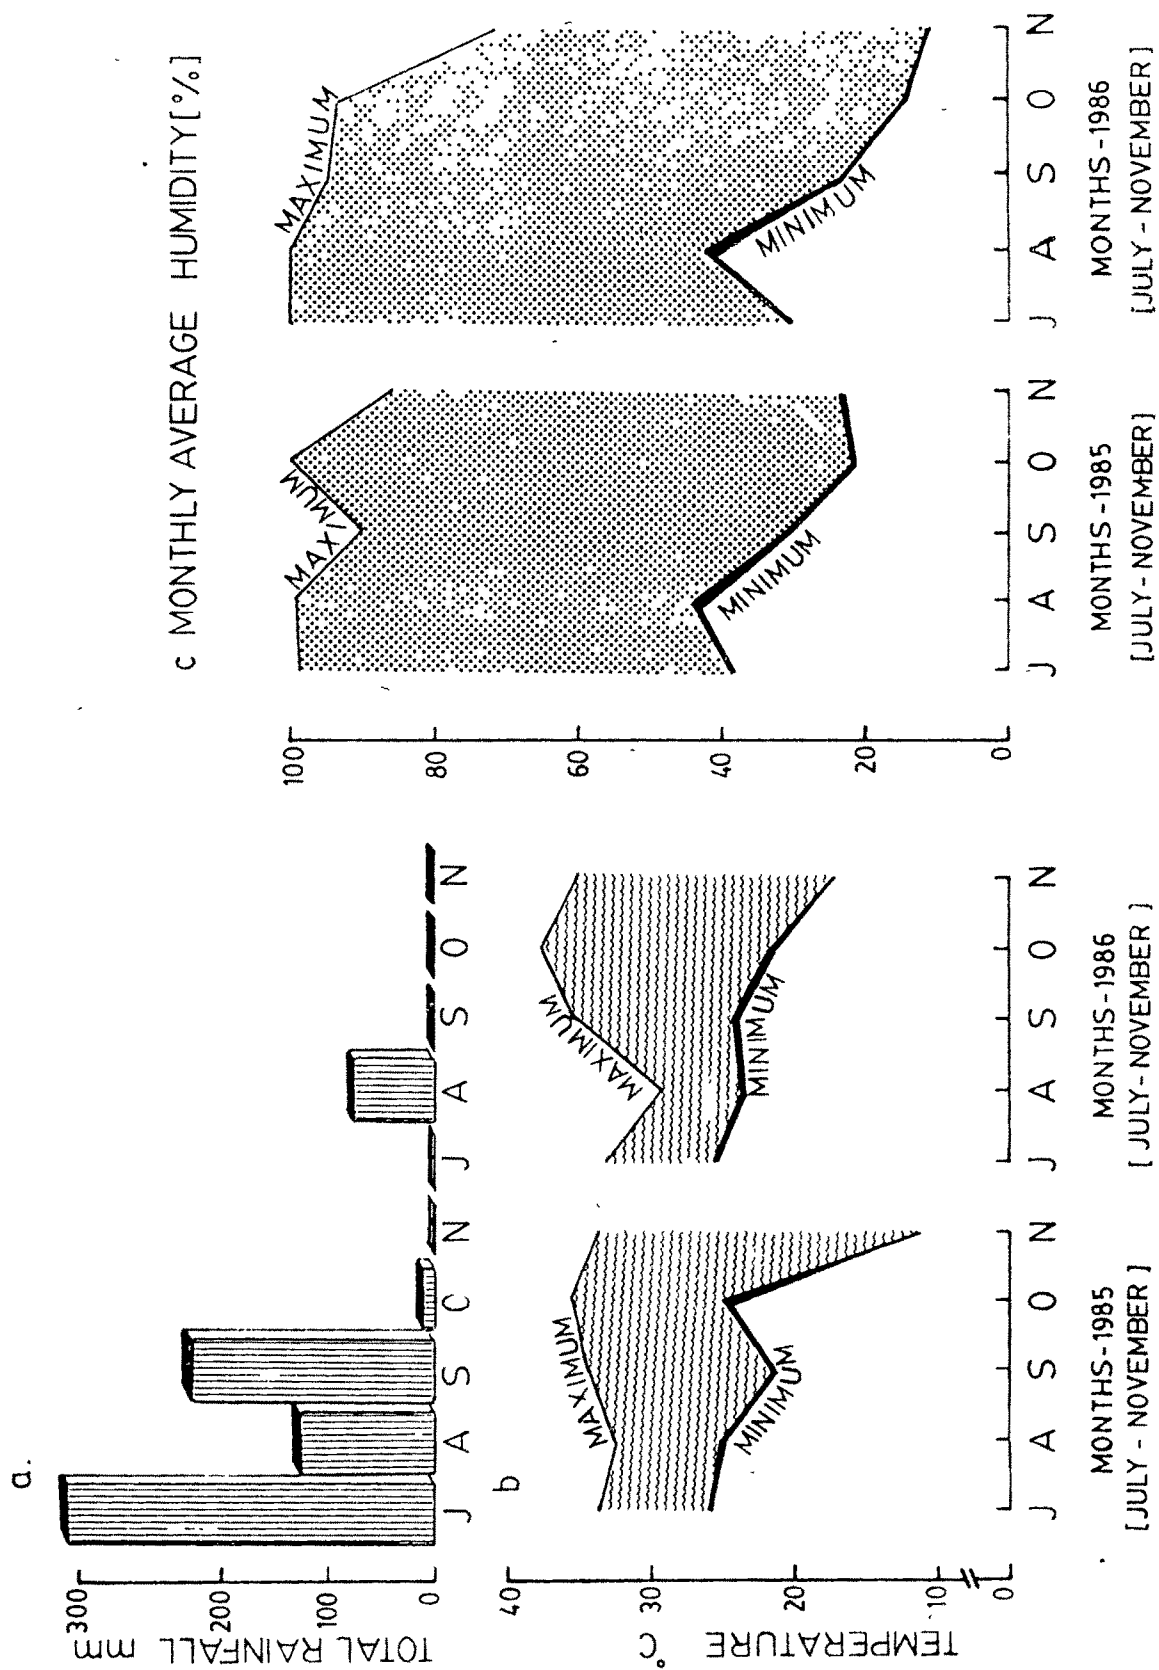 a.
TOTAL RAINFALL
mm
300
200
100
0
J A S C N J A S O N
b
TEMPERATURE °C
40
30
20
10
0
MAXIMUM
MINIMUM
MAXIMUM
MINIMUM
J A S O N
J A S O N
MONTHS-1985
[JULY - NOVEMBER ]
MONTHS-1986
[ JULY- NOVEMBER ]
c MONTHLY AVERAGE HUMIDITY[%]
100
80
60
40
20
0
MAXIMUM
MINIMUM
MAXIMUM
MINIMUM
J A S O N
J A S O N
MONTHS-1985
[JULY-NOVEMBER]
MONTHS-1986
[JULY - NOVEMBER]